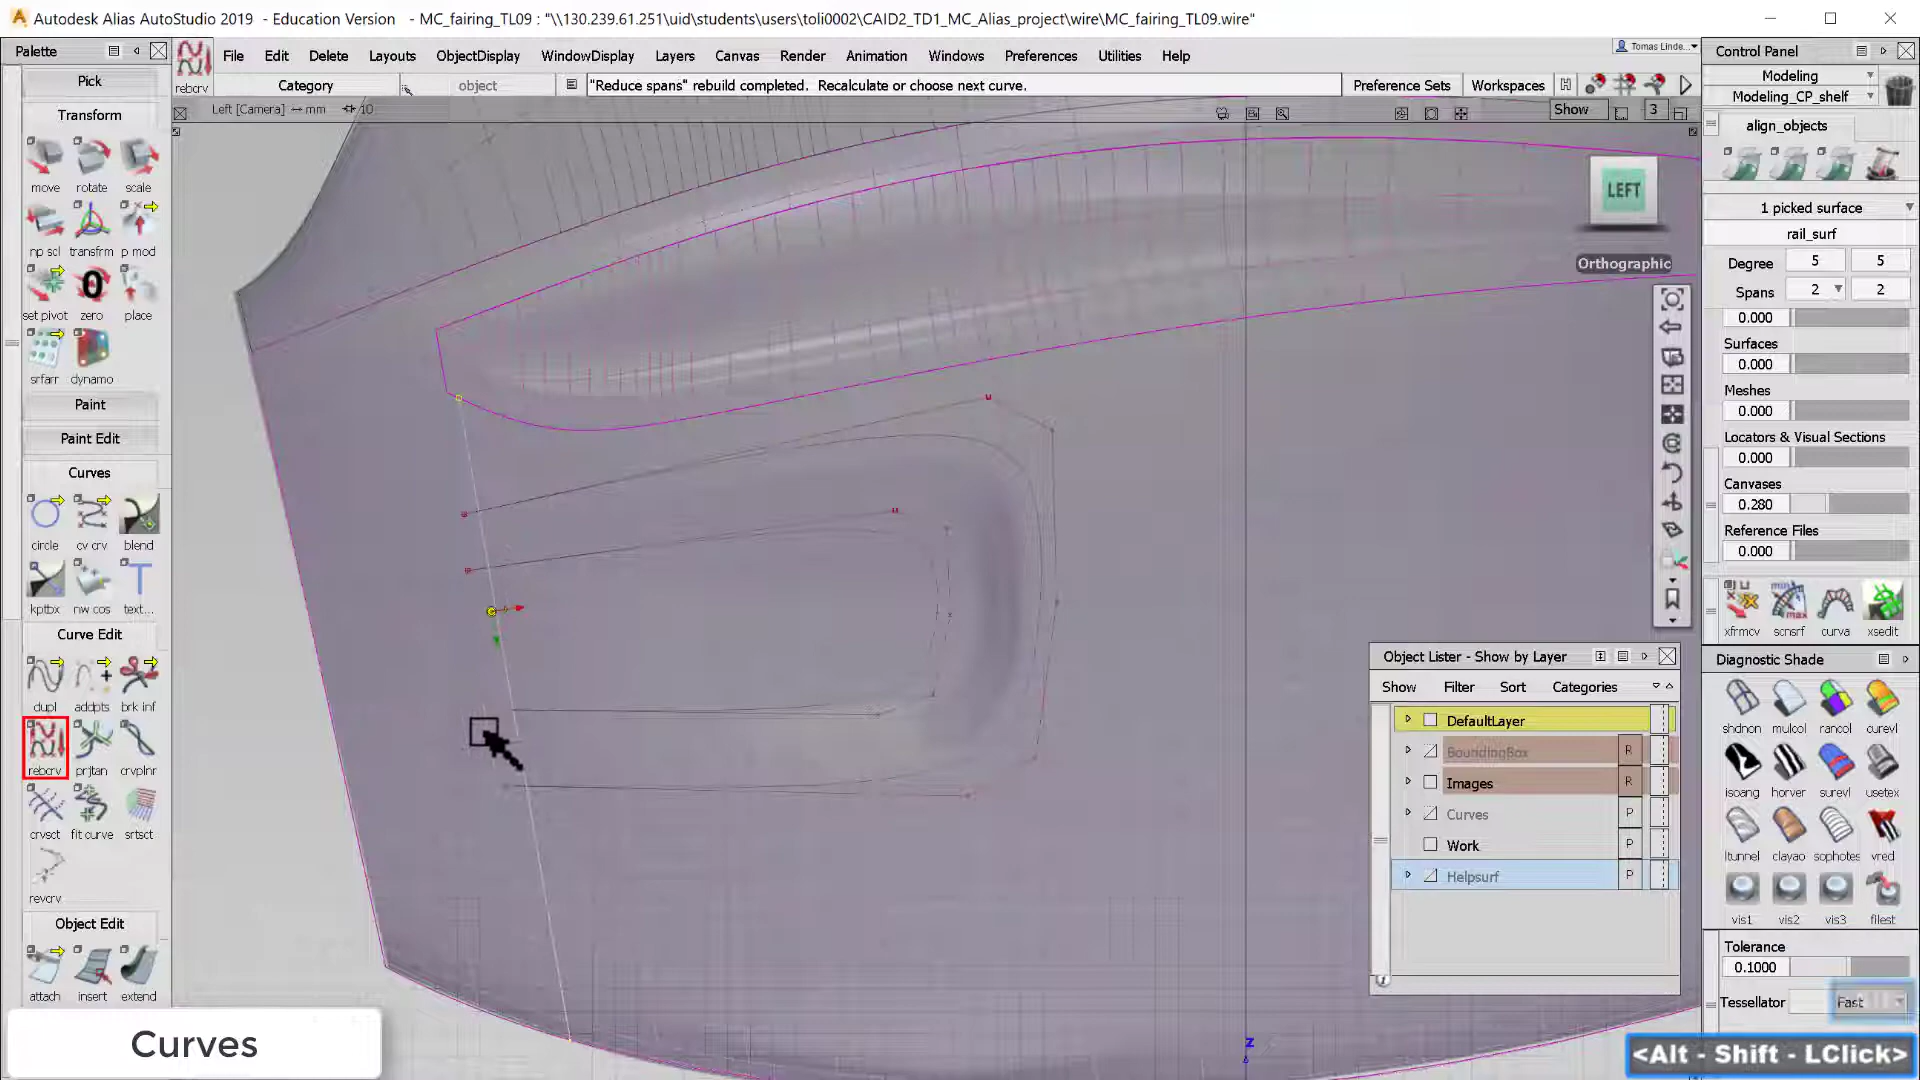 Autodesk Alias AutoStudio 2019 - Education Version - MC_fairing_TL09 : "\\130.239.61.251\uid\students\users\toli0002\CAID2_TD1_MC_Alias_project\wire\MC_fairing_TL09.wire"
Palette
rebcrv
File Edit Delete Layouts ObjectDisplay WindowDisplay Layers Canvas Render Animation Windows Preferences Utilities Help
Tomas Linde...
Category object "Reduce spans" rebuild completed. Recalculate or choose next curve. Preference Sets Workspaces
Left [Camera] mm 10
Show 3
Pick
Transform
move rotate scale
np scl transfrm p mod
0
set pivot zero place
srfarr dynamo
Paint
Paint Edit
Curves
circle cv crv blend
kptbx nw cos text...
Curve Edit
dupl addpts brk inf
rebcrv prjtan crvplnr
crvsct fit curve srtsct
revcrv
Object Edit
attach insert extend
Curves
LEFT
Orthographic
u
u
Z
Object Lister - Show by Layer
Show Filter Sort Categories
DefaultLayer
BoundingBox R
Images R
Curves P
Work P
Helpsurf P
Control Panel
Modeling
Modeling_CP_shelf
align_objects
1 picked surface
rail_surf
Degree 5 5
Spans 2 2
0.000
Surfaces
0.000
Meshes
0.000
Locators & Visual Sections
0.000
Canvases
0.280
Reference Files
0.000
xfrmcv scnsrf curva xsedit
Diagnostic Shade
shdnon mulcol rancol curevl
isoang horver surevl usetex
ltunnel clayao sophotes vred
vis1 vis2 vis3 filest
Tolerance
0.1000
Tessellator Fast
<Alt - Shift - LClick>